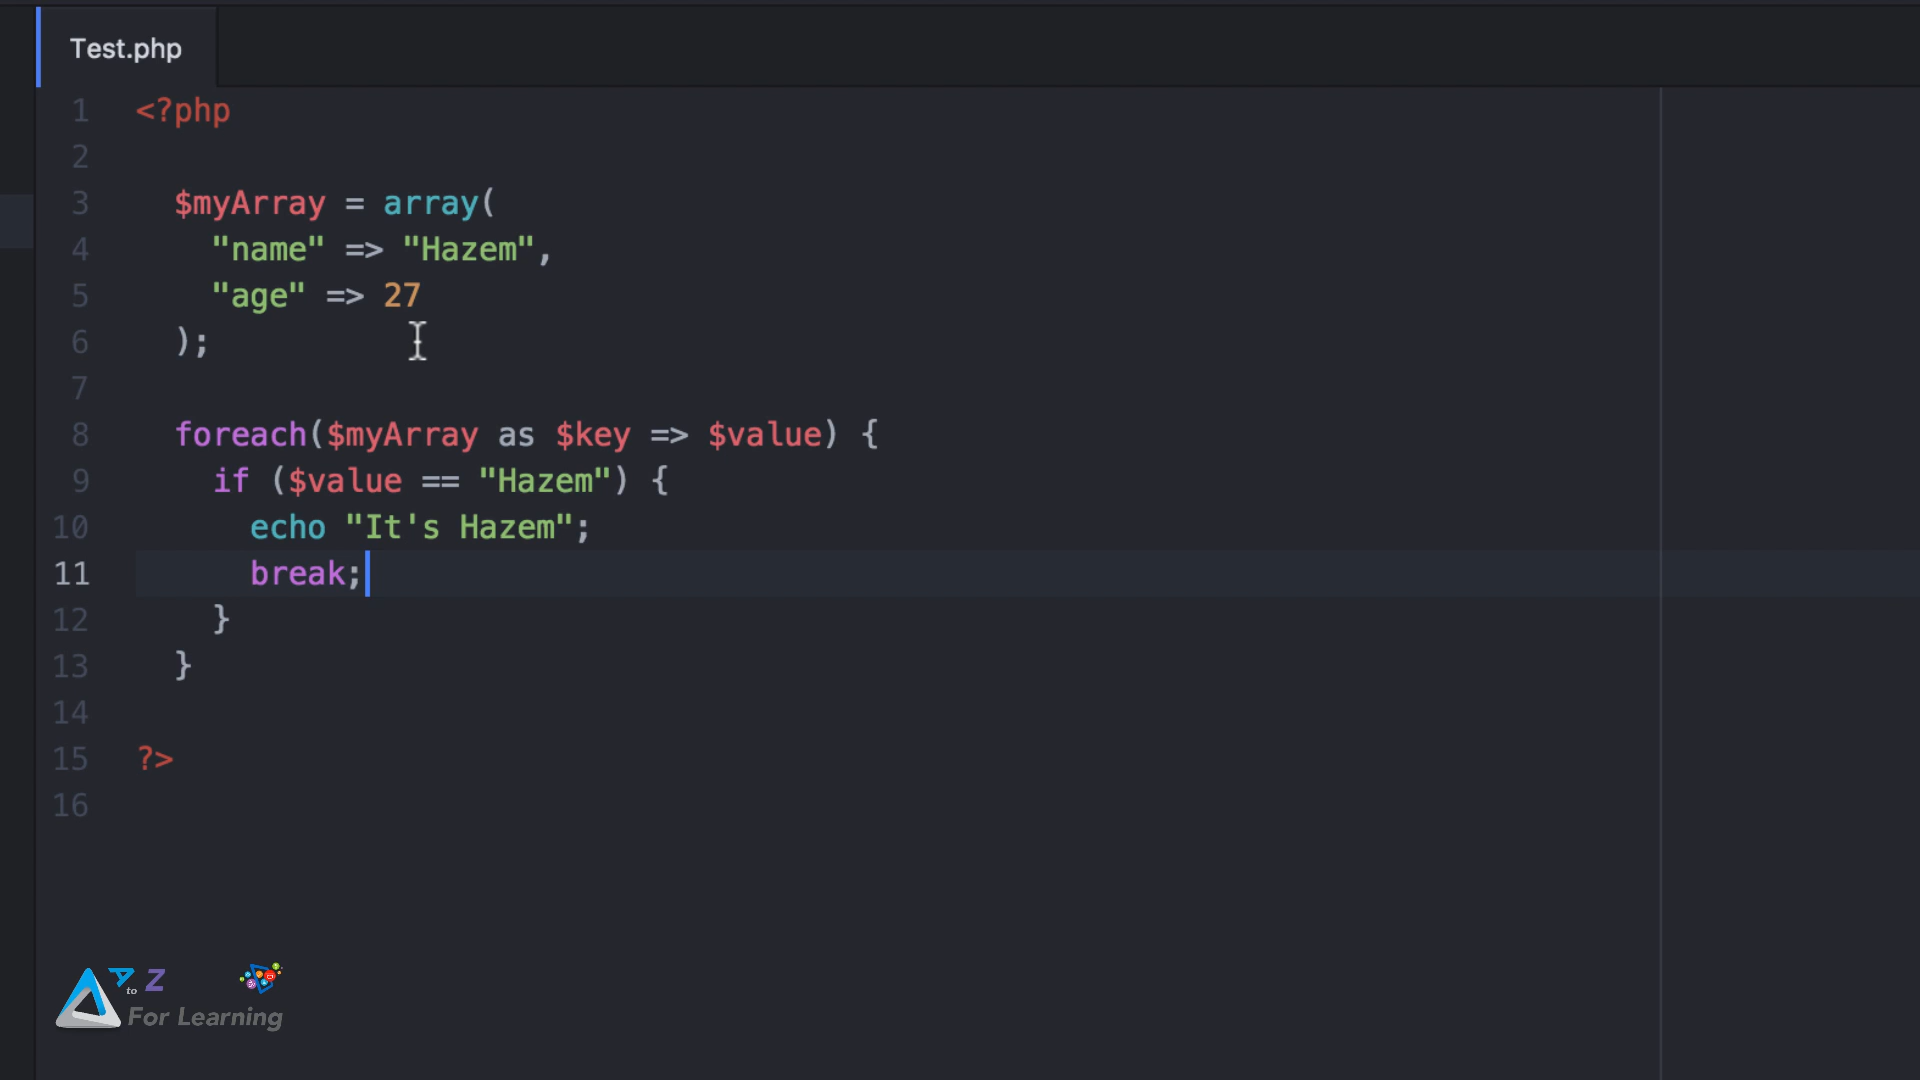 Test.php
1 <?php
2
3 $myArray = array(
4 "name" => "Hazem",
5 "age" => 27
6 );
7
8 foreach($myArray as $key => $value) {
9 if ($value == "Hazem") {
10 echo "It's Hazem";
11 break;
12 }
13 }
14
15 ?>
16
A to Z
For Learning